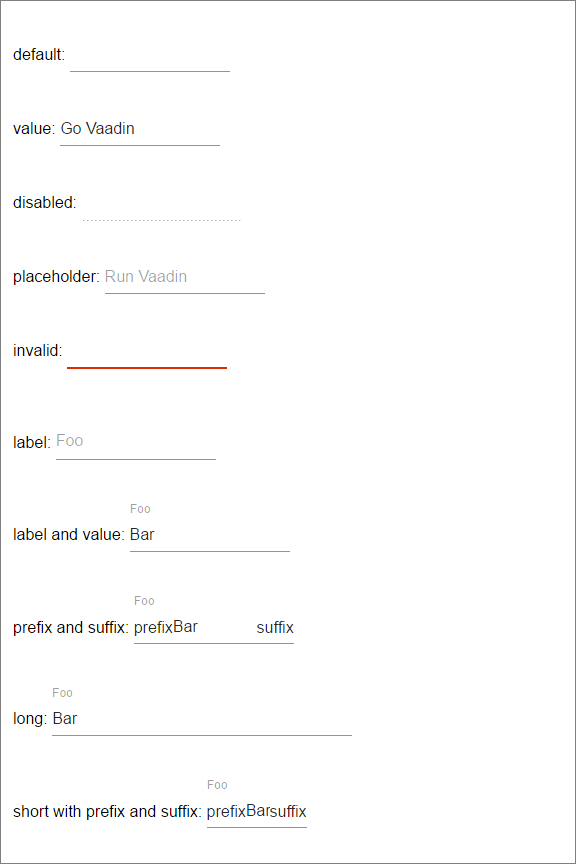 default:
value: Go Vaadin
disabled:
placeholder: Run Vaadin
invalid:
label: Foo
Foo
label and value: Bar
Foo
prefix and suffix: prefixBar suffix
Foo
long: Bar
Foo
short with prefix and suffix: prefixBarsuffix